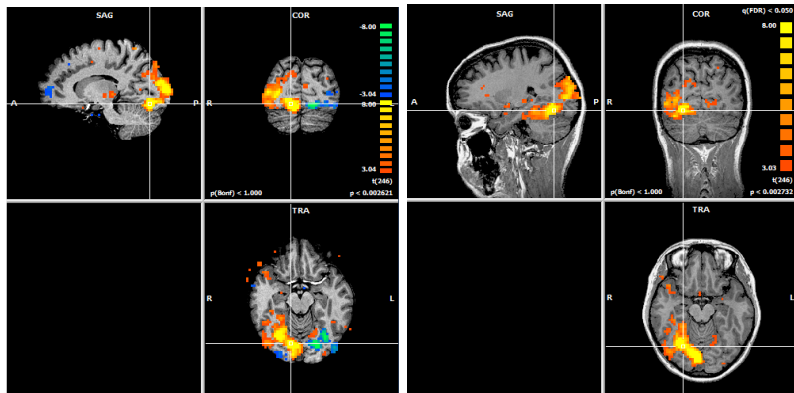 SAG
COR
-8.00
-3.04
8.00
3.04
t(246)
p(Bonf) < 1.000
p < 0.002621
A
P
R
TRA
R
L
SAG
COR
q(FDR) < 0.050
8.00
3.03
t(246)
p(Bonf) < 1.000
p < 0.002732
A
P
R
TRA
R
L